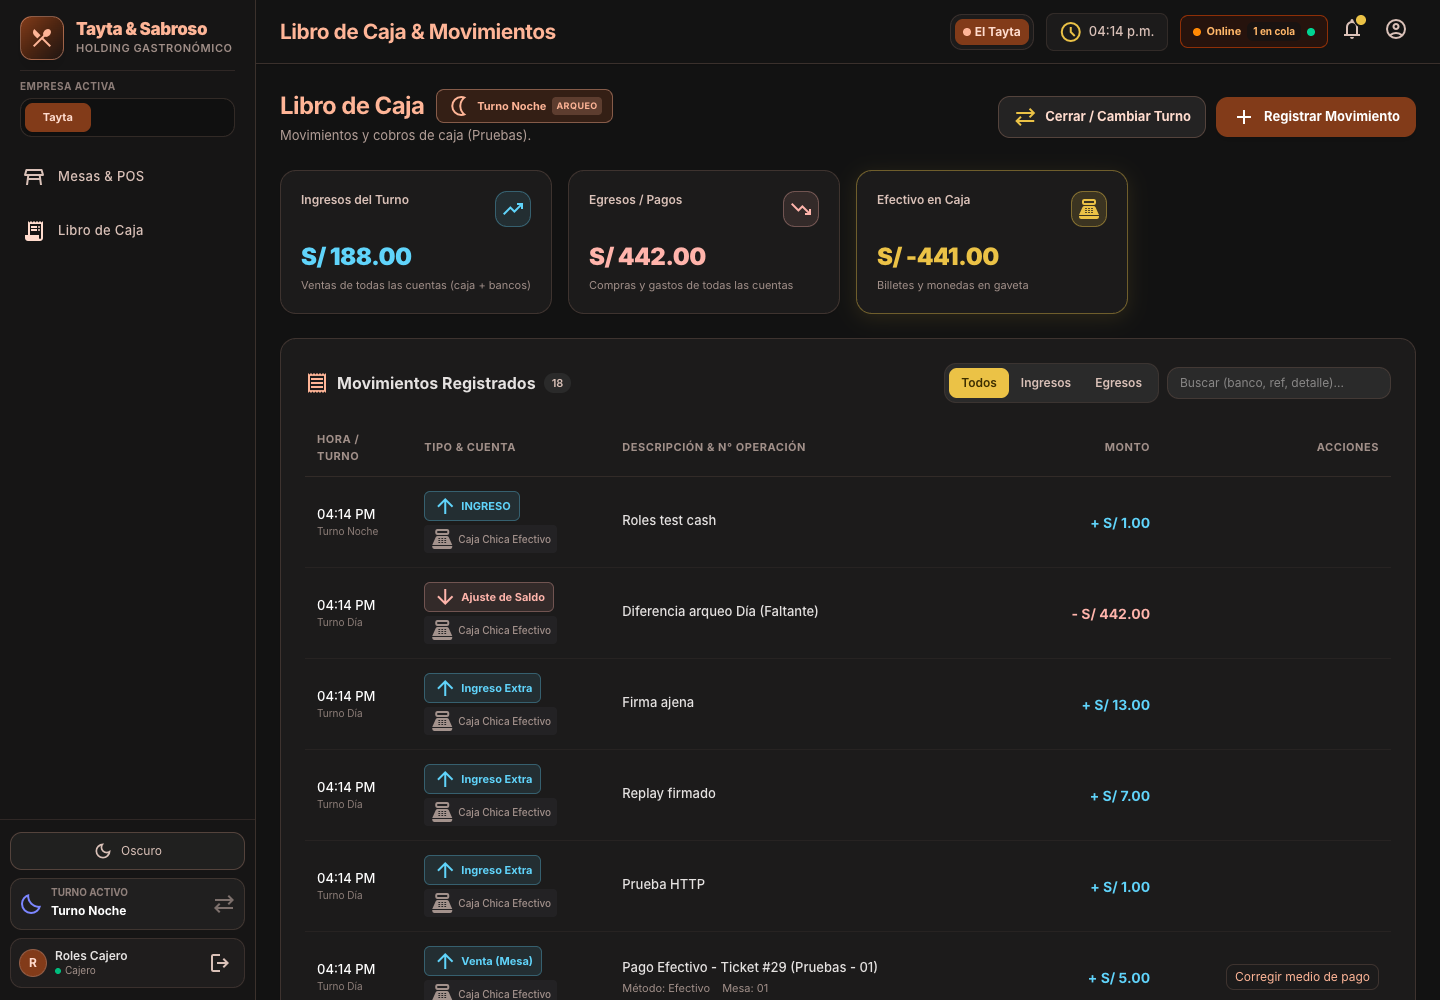 Tayta & Sabroso
HOLDING GASTRONÓMICO
EMPRESA ACTIVA
Tayta
Mesas & POS
Libro de Caja
Oscuro
TURNO ACTIVO
Turno Noche
R
Roles Cajero
Cajero
Libro de Caja & Movimientos
El Tayta
04:14 p.m.
Online
1 en cola
Libro de Caja
Turno Noche
ARQUEO
Movimientos y cobros de caja (Pruebas).
Cerrar / Cambiar Turno
Registrar Movimiento
Ingresos del Turno
S/ 188.00
Ventas de todas las cuentas (caja + bancos)
Egresos / Pagos
S/ 442.00
Compras y gastos de todas las cuentas
Efectivo en Caja
S/ -441.00
Billetes y monedas en gaveta
Movimientos Registrados
18
Todos
Ingresos
Egresos
Buscar (banco, ref, detalle)...
HORA / TURNO
TIPO & CUENTA
DESCRIPCIÓN & N° OPERACIÓN
MONTO
ACCIONES
04:14 PM
Turno Noche
INGRESO
Caja Chica Efectivo
Roles test cash
+ S/ 1.00
04:14 PM
Turno Día
Ajuste de Saldo
Caja Chica Efectivo
Diferencia arqueo Día (Faltante)
- S/ 442.00
04:14 PM
Turno Día
Ingreso Extra
Caja Chica Efectivo
Firma ajena
+ S/ 13.00
04:14 PM
Turno Día
Ingreso Extra
Caja Chica Efectivo
Replay firmado
+ S/ 7.00
04:14 PM
Turno Día
Ingreso Extra
Caja Chica Efectivo
Prueba HTTP
+ S/ 1.00
04:14 PM
Turno Día
Venta (Mesa)
Caja Chica Efectivo
Pago Efectivo - Ticket #29 (Pruebas - 01)
Método: Efectivo
Mesa: 01
+ S/ 5.00
Corregir medio de pago